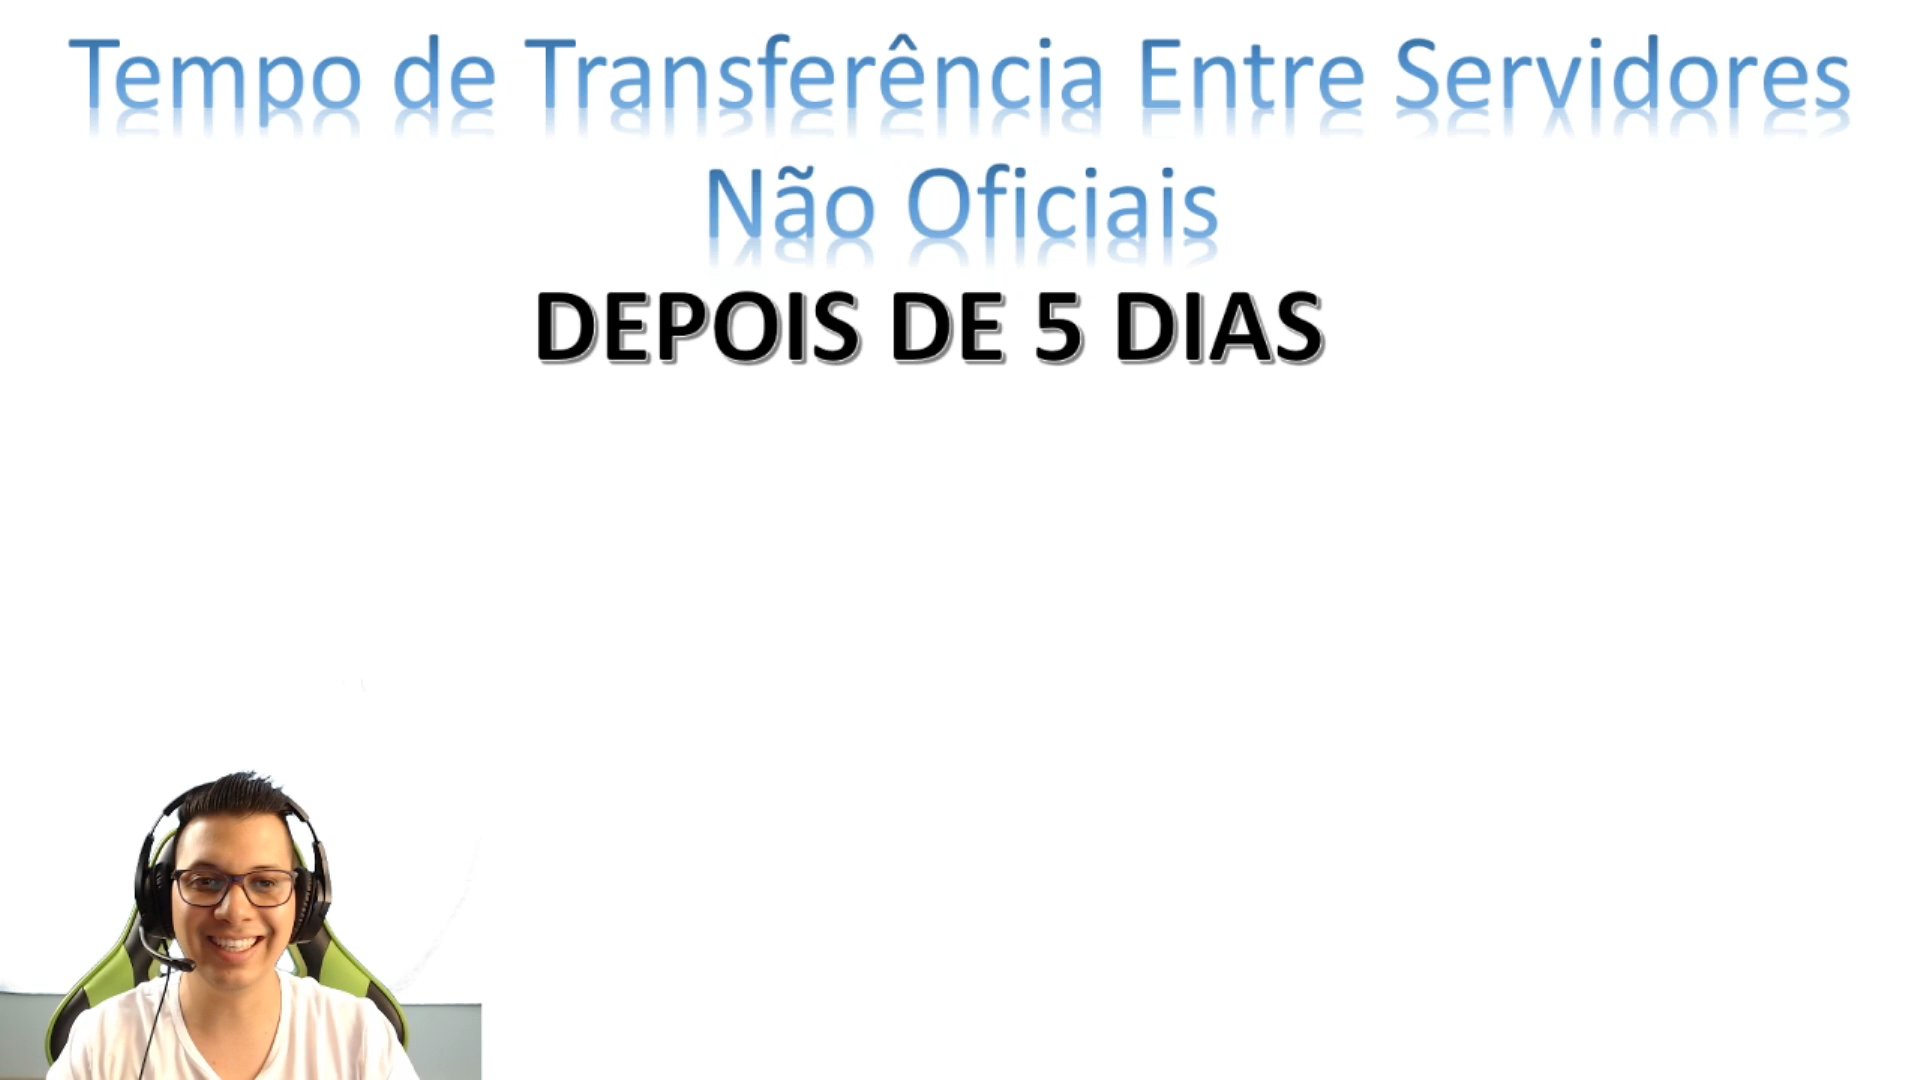 Tempo de Transferência Entre Servidores
Não Oficiais
DEPOIS DE 5 DIAS